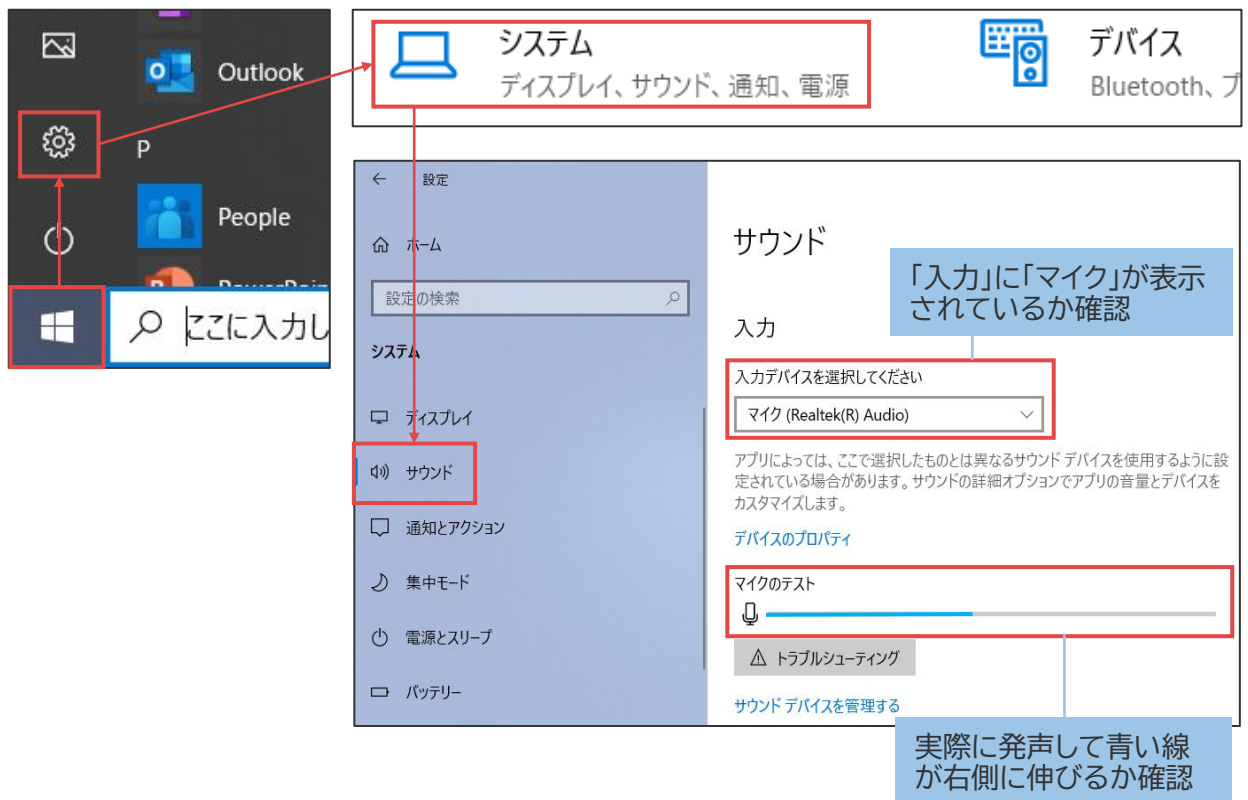 Outlook
P
People
ここに入力し
システム
ディスプレイ、サウンド、通知、電源
デバイス
Bluetooth、プ
設定
ホーム
設定の検索
システム
ディスプレイ
サウンド
通知とアクション
集中モード
電源とスリープ
バッテリー
サウンド
「入力」に「マイク」が表示
されているか確認
入力
入力デバイスを選択してください
マイク (Realtek(R) Audio)
アプリによっては、ここで選択したものとは異なるサウンド デバイスを使用するように設
定されている場合があります。サウンドの詳細オプションでアプリの音量とデバイスを
カスタマイズします。
デバイスのプロパティ
マイクのテスト
トラブルシューティング
サウンド デバイスを管理する
実際に発声して青い線
が右側に伸びるか確認